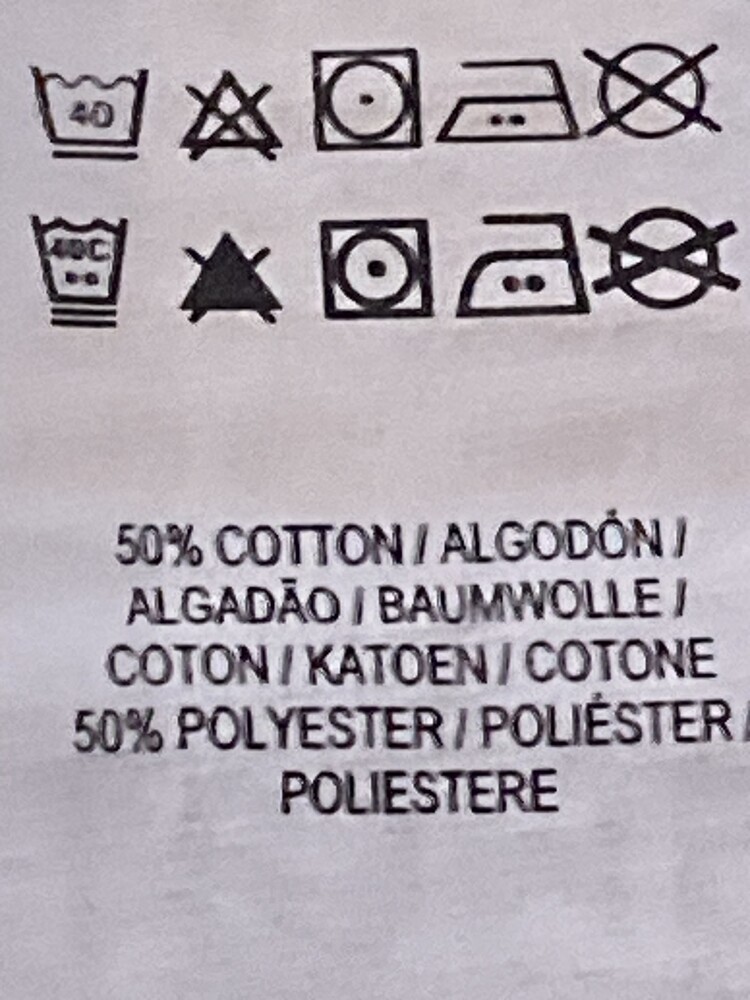 40
40C
50% COTTON / ALGODÓN /
ALGADÃO / BAUMWOLLE /
COTON / KATOEN / COTONE
50% POLYESTER / POLIÉSTER /
POLIESTERE